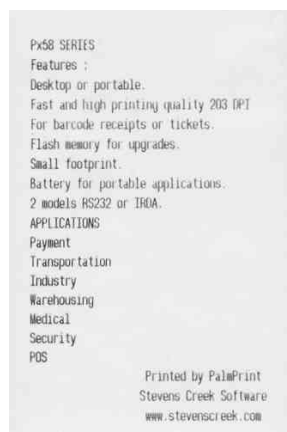 Px58 SERIES
Features :
Desktop or portable.
Fast and high printing quality 203 DPI
For barcode receipts or tickets.
Flash memory for upgrades.
Small footprint.
Battery for portable applications.
2 models RS232 or IRDA.
APPLICATIONS
Payment
Transportation
Industry
Warehousing
Medical
Security
POS
Printed by PalmPrint
Stevens Creek Software
www.stevenscreek.com